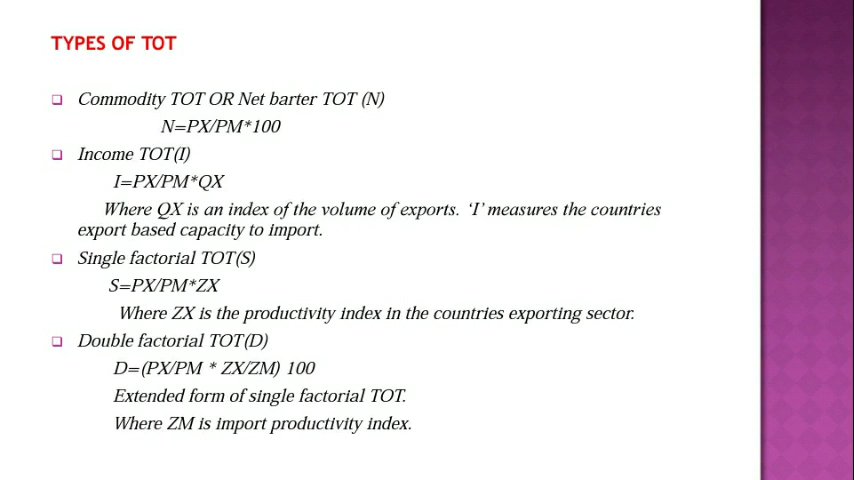 TYPES OF TOT
❑ Commodity TOT OR Net barter TOT (N)
N=PX/PM*100
❑ Income TOT(I)
I=PX/PM*QX
Where QX is an index of the volume of exports. ‘I’ measures the countries
export based capacity to import.
❑ Single factorial TOT(S)
S=PX/PM*ZX
Where ZX is the productivity index in the countries exporting sector.
❑ Double factorial TOT(D)
D=(PX/PM * ZX/ZM) 100
Extended form of single factorial TOT.
Where ZM is import productivity index.